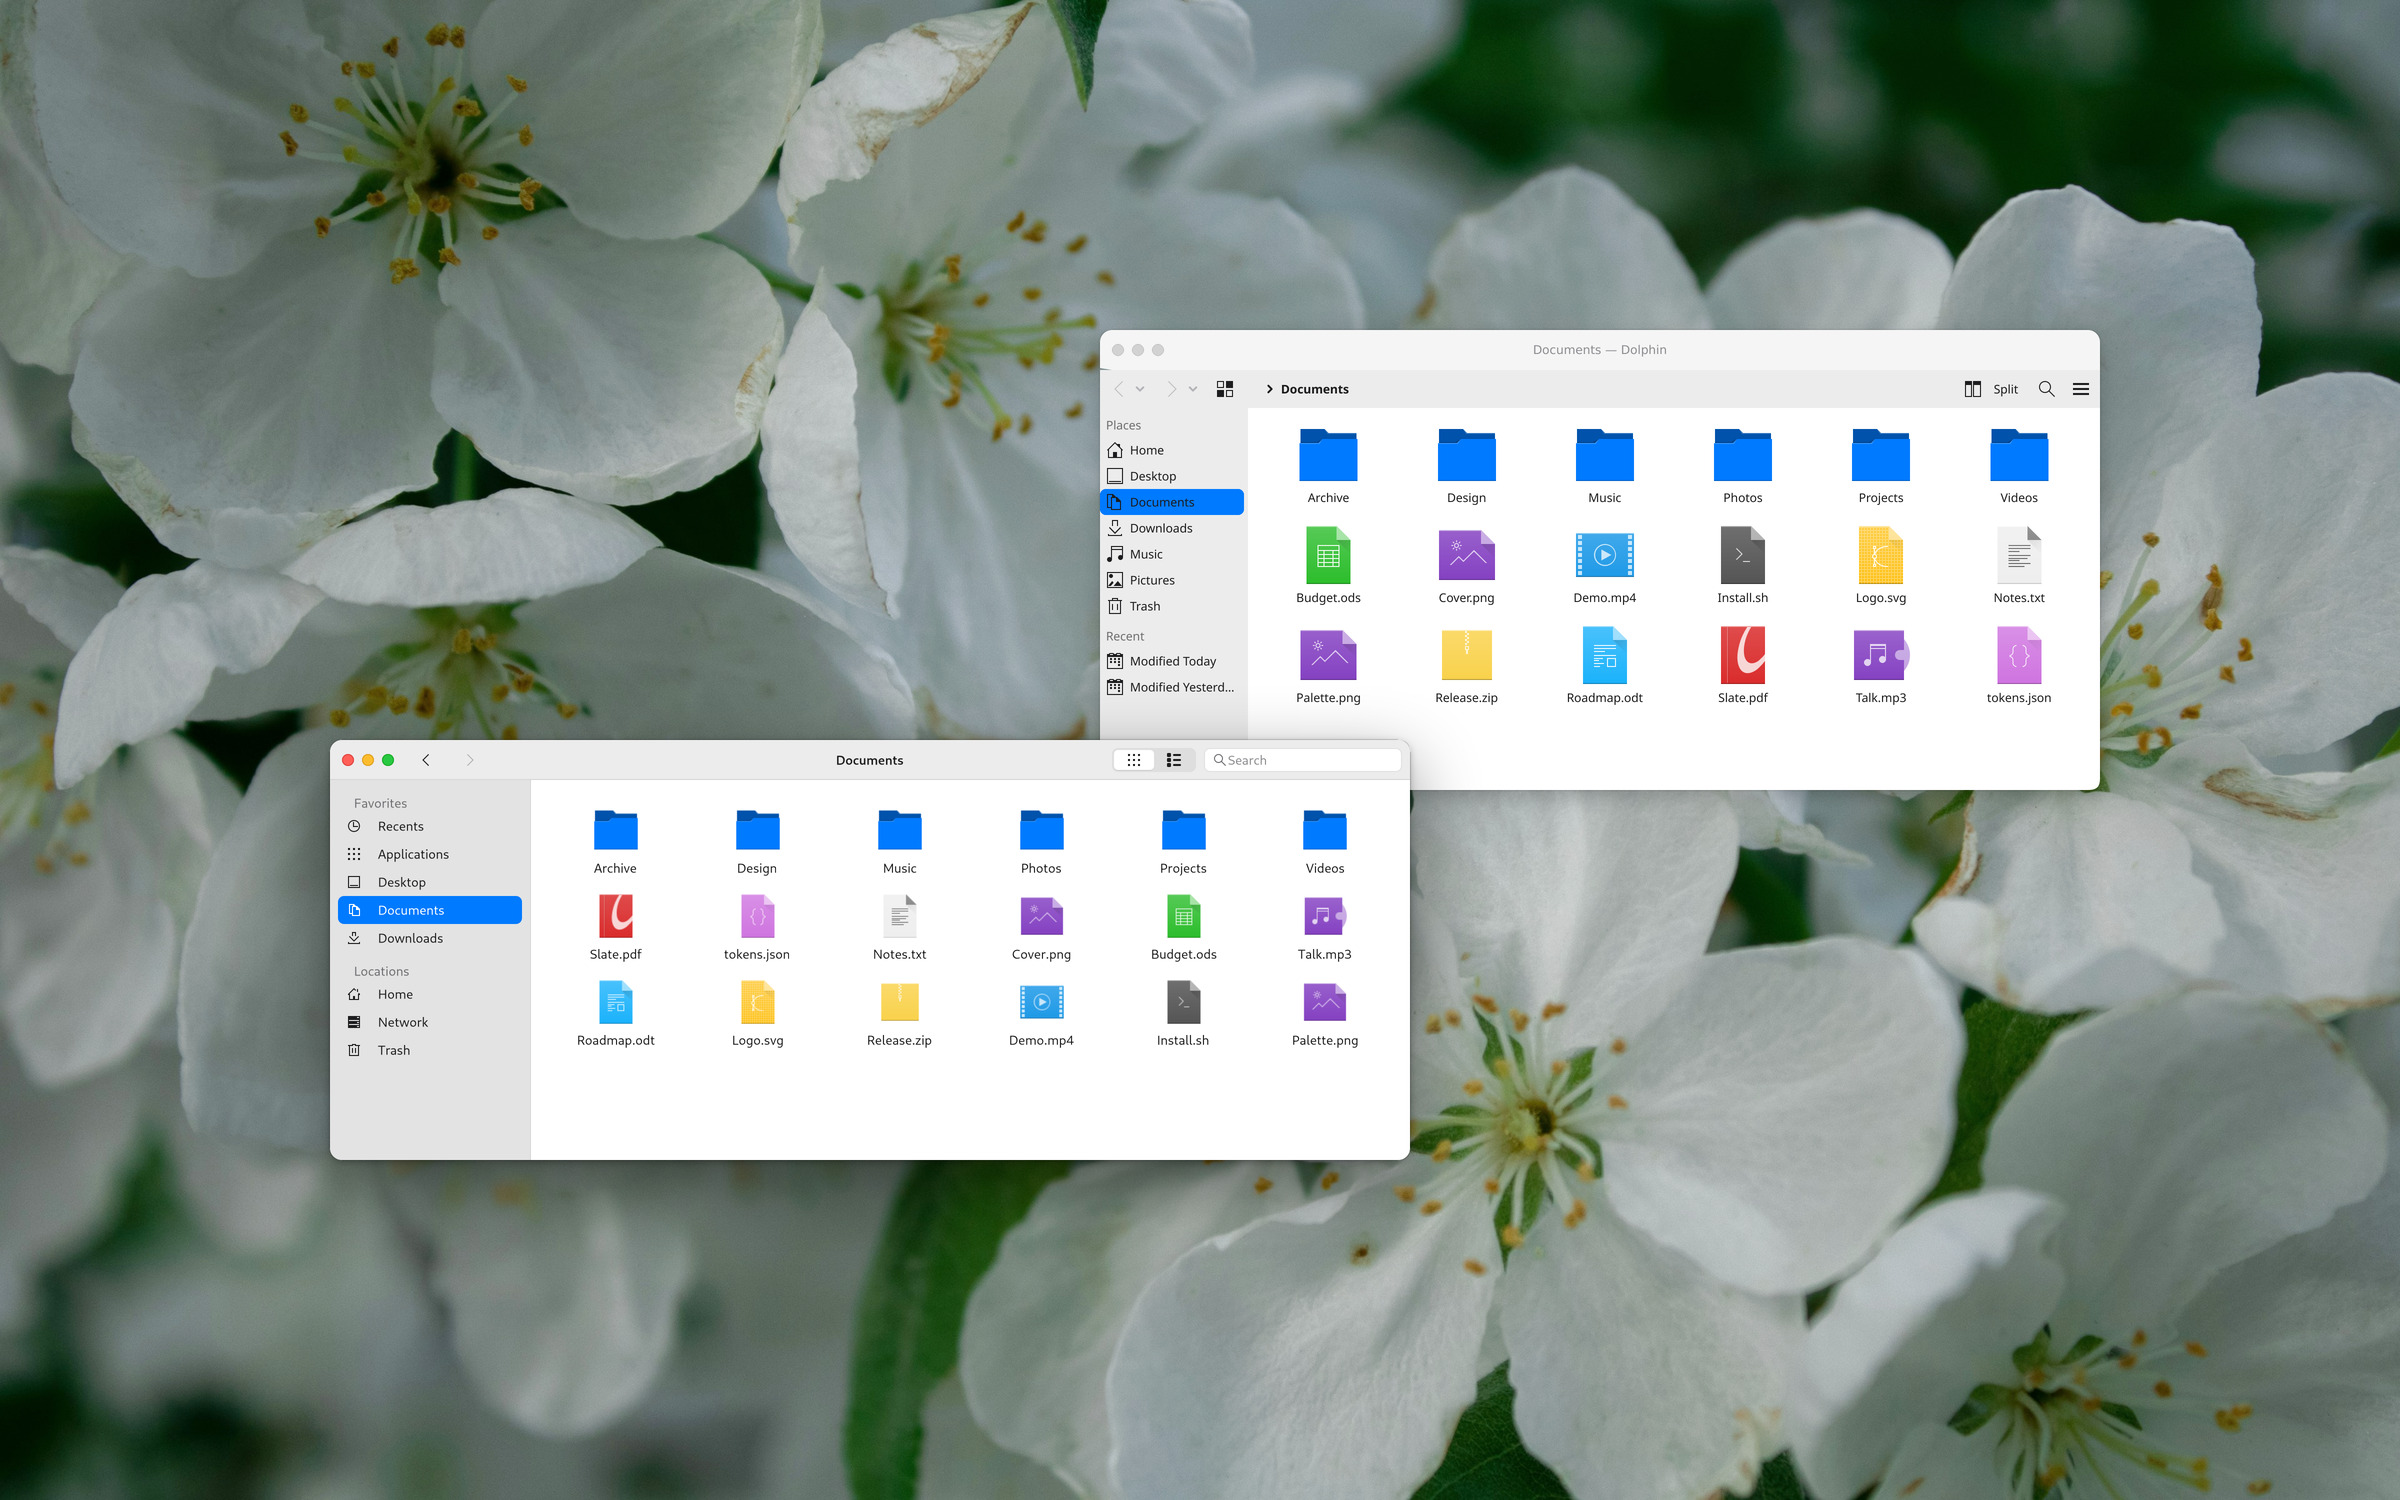 Documents — Dolphin
Documents
Split
Places
Home
Desktop
Documents
Downloads
Music
Pictures
Trash
Recent
Modified Today
Modified Yesterd...
Archive
Design
Music
Photos
Projects
Videos
Budget.ods
Cover.png
Demo.mp4
Install.sh
Logo.svg
Notes.txt
Palette.png
Release.zip
Roadmap.odt
Slate.pdf
Talk.mp3
tokens.json
Documents
Search
Favorites
Recents
Applications
Desktop
Documents
Downloads
Locations
Home
Network
Trash
Archive
Design
Music
Photos
Projects
Videos
Slate.pdf
tokens.json
Notes.txt
Cover.png
Budget.ods
Talk.mp3
Roadmap.odt
Logo.svg
Release.zip
Demo.mp4
Install.sh
Palette.png